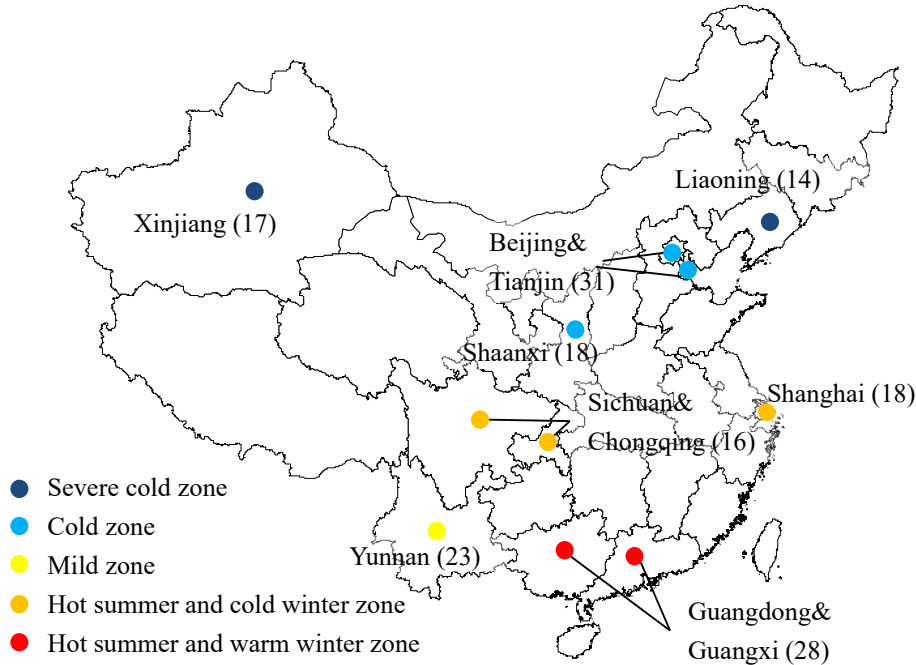 Liaoning (14)
Xinjiang (17)
Beijing&
Tianjin (31)
Shaanxi (18)
Shanghai (18)
Sichuan&
Chongqing (16)
Yunnan (23)
Guangdong&
Guangxi (28)
Severe cold zone
Cold zone
Mild zone
Hot summer and cold winter zone
Hot summer and warm winter zone